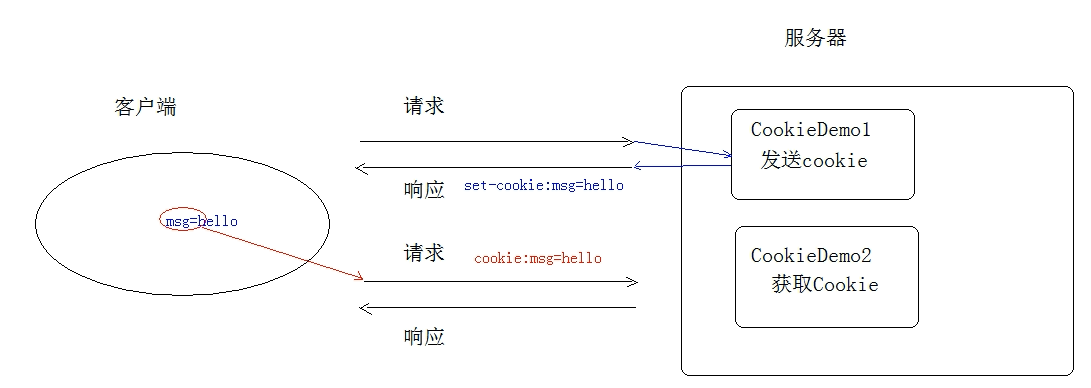 服务器
客户端
请求
CookieDemo1
发送cookie
响应
set-cookie:msg=hello
msg=hello
请求
cookie:msg=hello
CookieDemo2
获取Cookie
响应